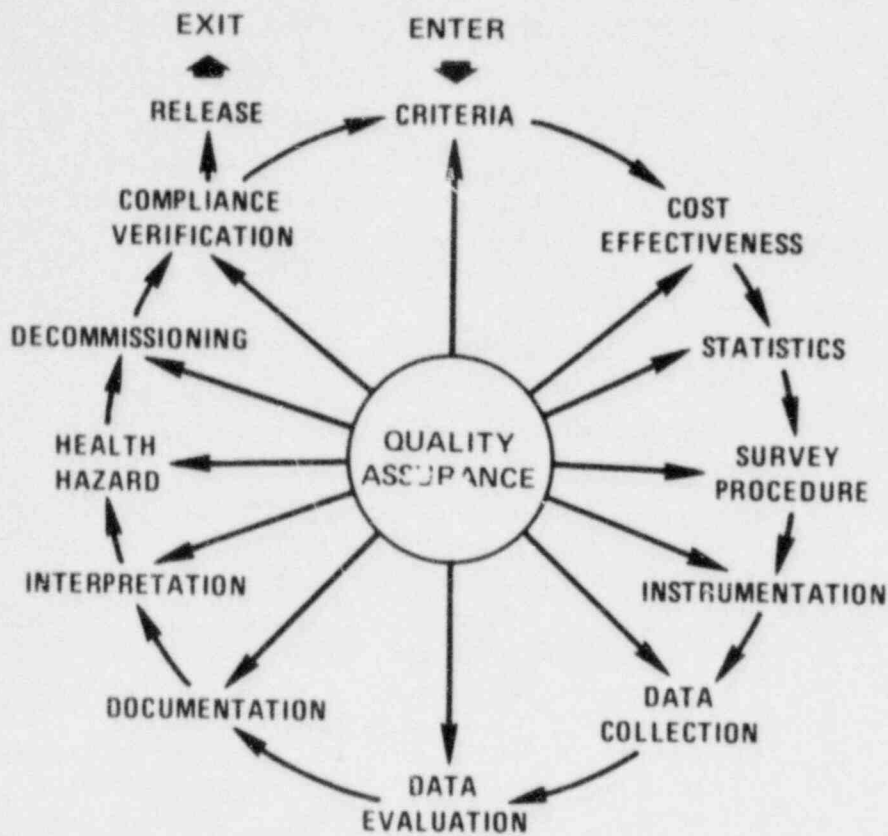 EXIT
ENTER
RELEASE
CRITERIA
COMPLIANCE
VERIFICATION
COST
EFFECTIVENESS
DECOMMISSIONING
STATISTICS
HEALTH
HAZARD
QUALITY
ASSURANCE
SURVEY
PROCEDURE
INTERPRETATION
INSTRUMENTATION
DOCUMENTATION
DATA
COLLECTION
DATA
EVALUATION